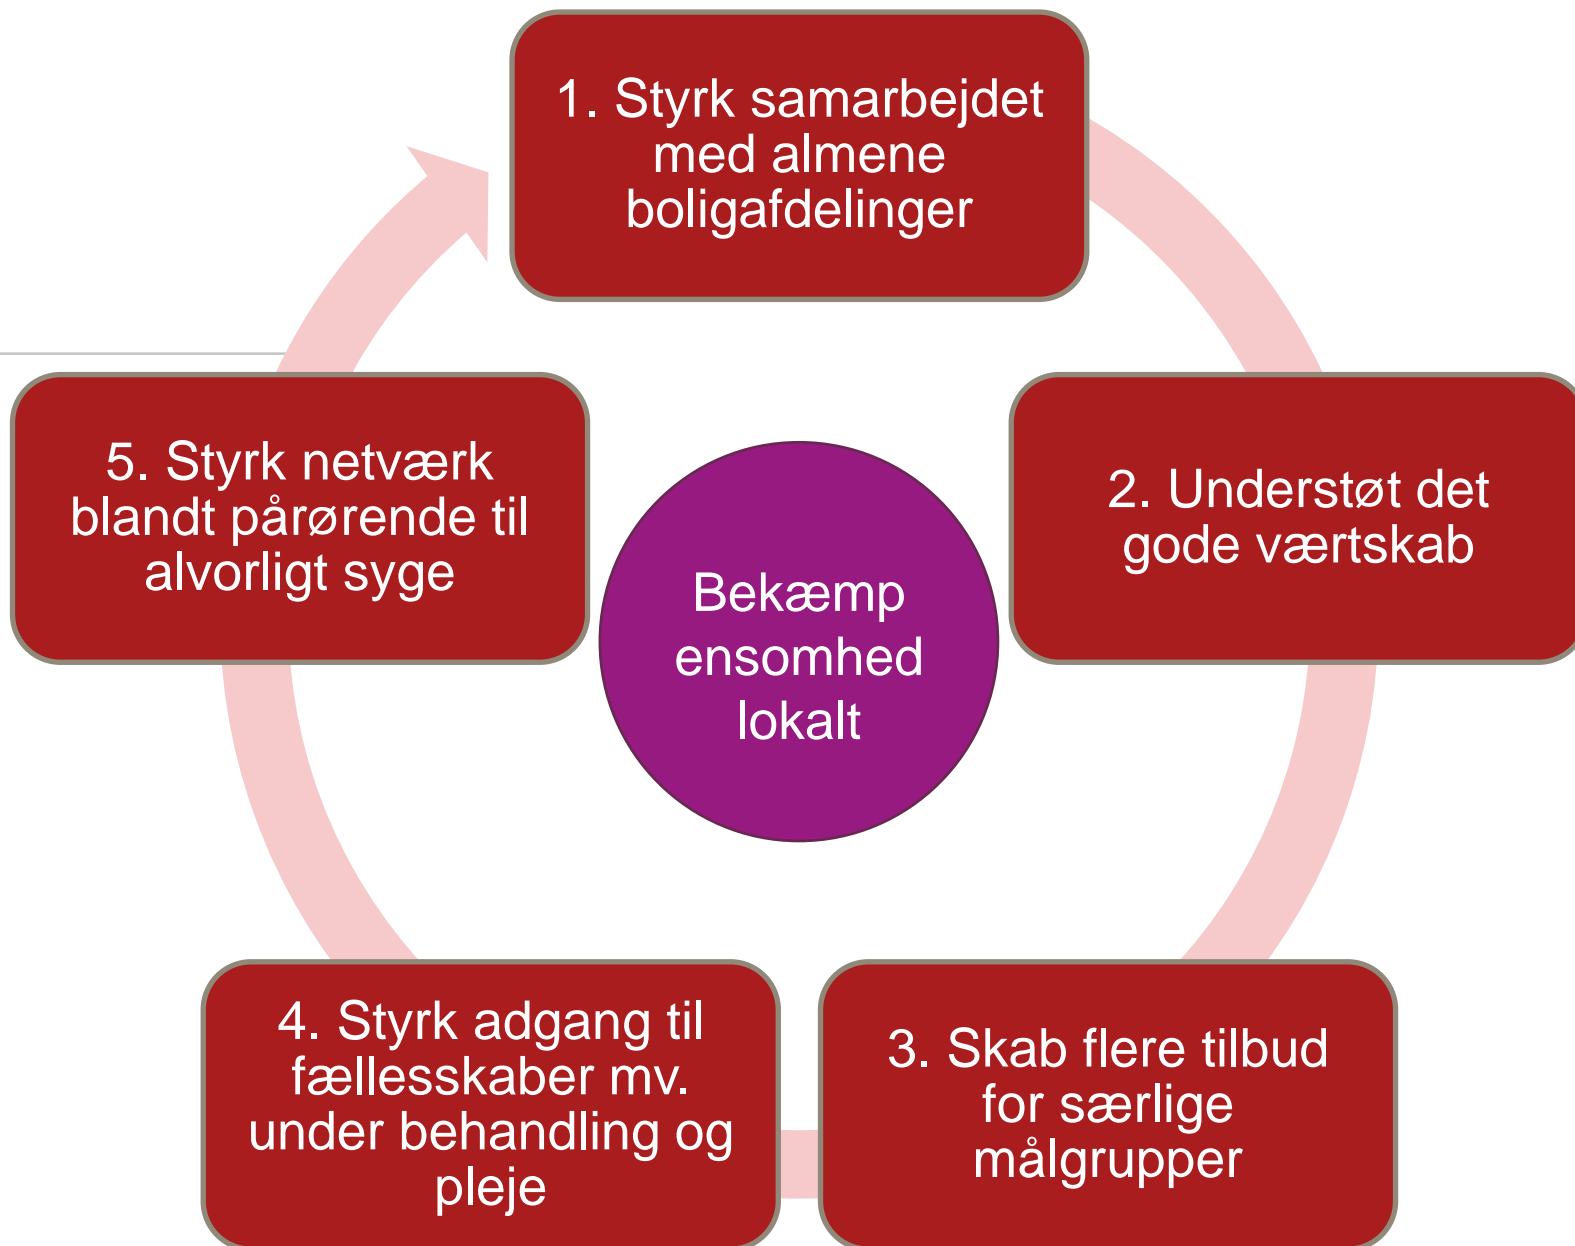 1. Styrk samarbejdet
med almene
boligafdelinger
2. Understøt det
gode værtskab
3. Skab flere tilbud
for særlige
målgrupper
4. Styrk adgang til
fællesskaber mv.
under behandling og
pleje
5. Styrk netværk
blandt pårørende til
alvorligt syge
Bekæmp
ensomhed
lokalt